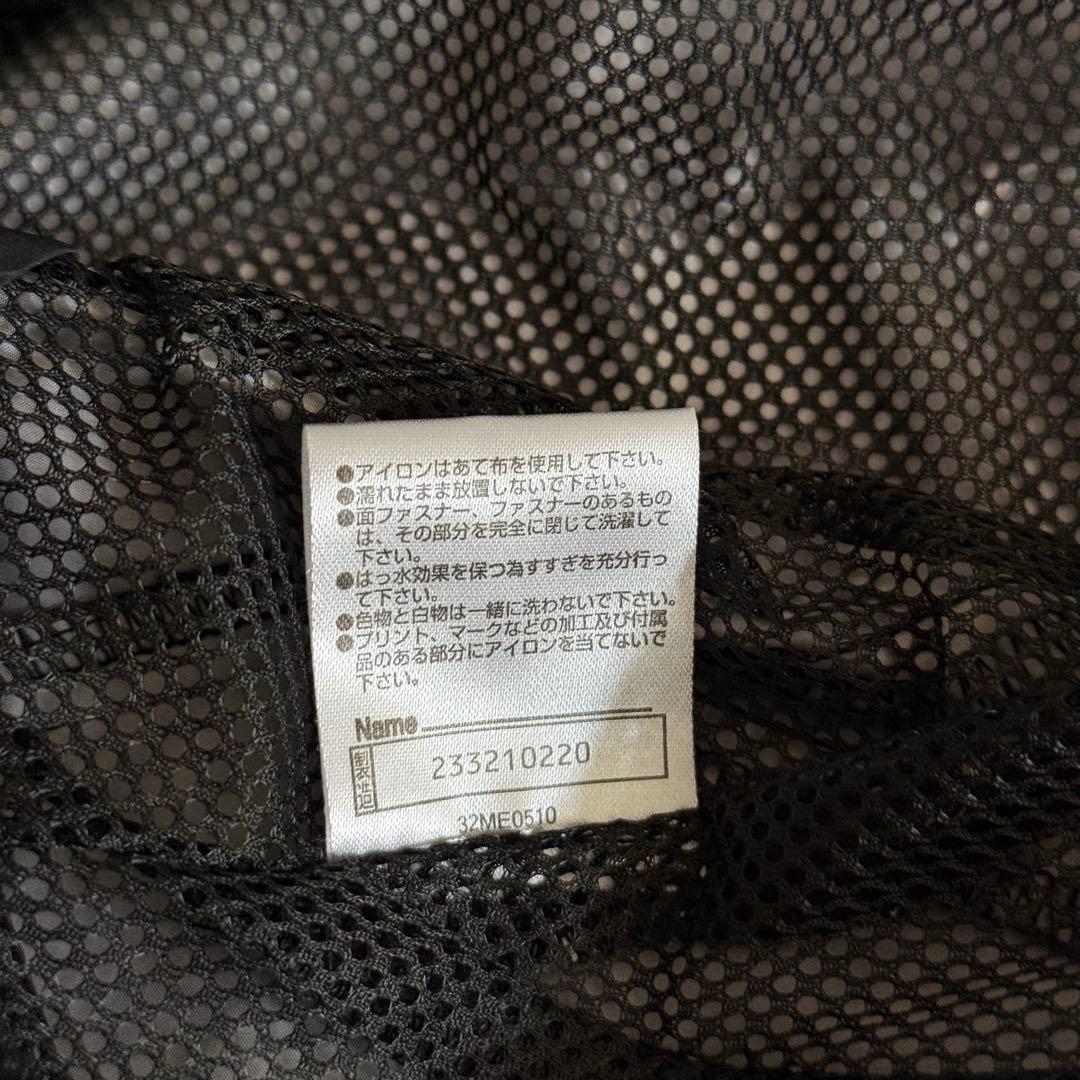 ●アイロンはあて布を使用して下さい。
●濡れたまま放置しないで下さい。
●面ファスナー、ファスナーのあるもの
は、その部分を完全に閉じて洗濯して
下さい。
●はっ水効果を保つ為すすぎを充分行っ
て下さい。
●色物と白物は一緒に洗わないで下さい。
●プリント、マークなどの加工及び付属
品のある部分にアイロンを当てないで
下さい。
Name
製造 233210220
32ME0510